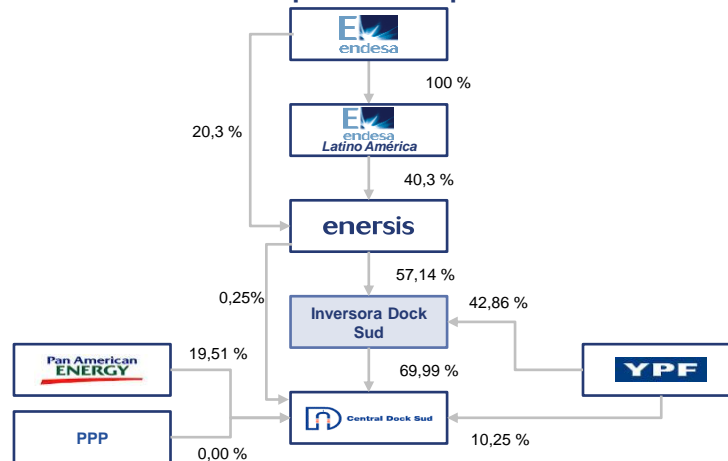 endesa
100 %
20,3 %
endesa
Latino América
40,3 %
enersis
57,14 %
0,25%
42,86 %
Inversora Dock
Sud
19,51 %
Pan American
ENERGY
69,99 %
YPF
Central Dock Sud
PPP
10,25 %
0,00 %